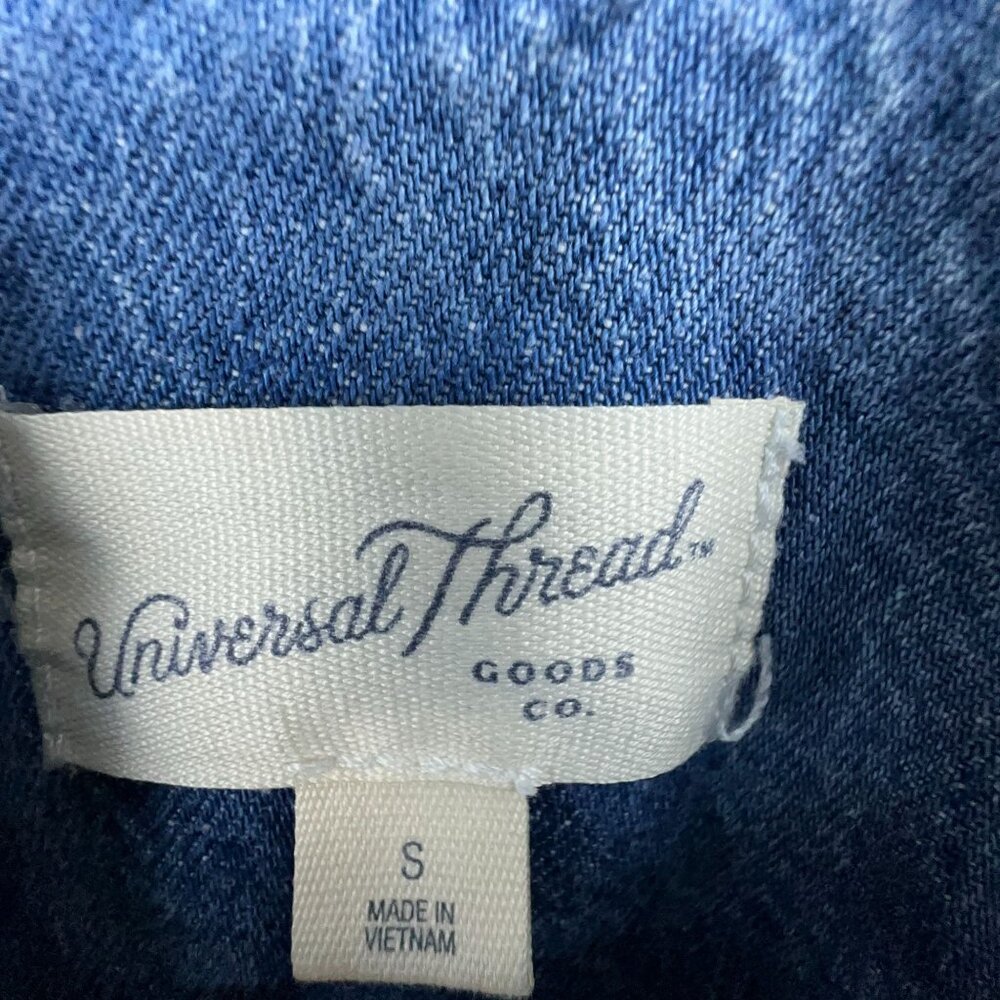 Universal Thread™
GOODS
CO.
S
MADE IN
VIETNAM